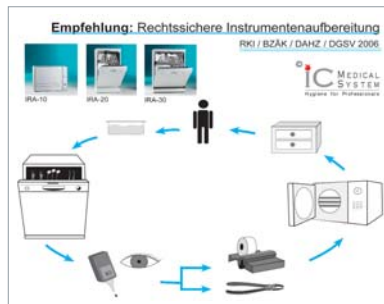 Empfehlung: Rechtssichere Instrumentenaufbereitung
RKI / BZÄK / DAHZ / DGSV 2006
IRA-10
IRA-20
IRA-30
© iC MEDICAL
SYSTEM
Hygiene for Professionals